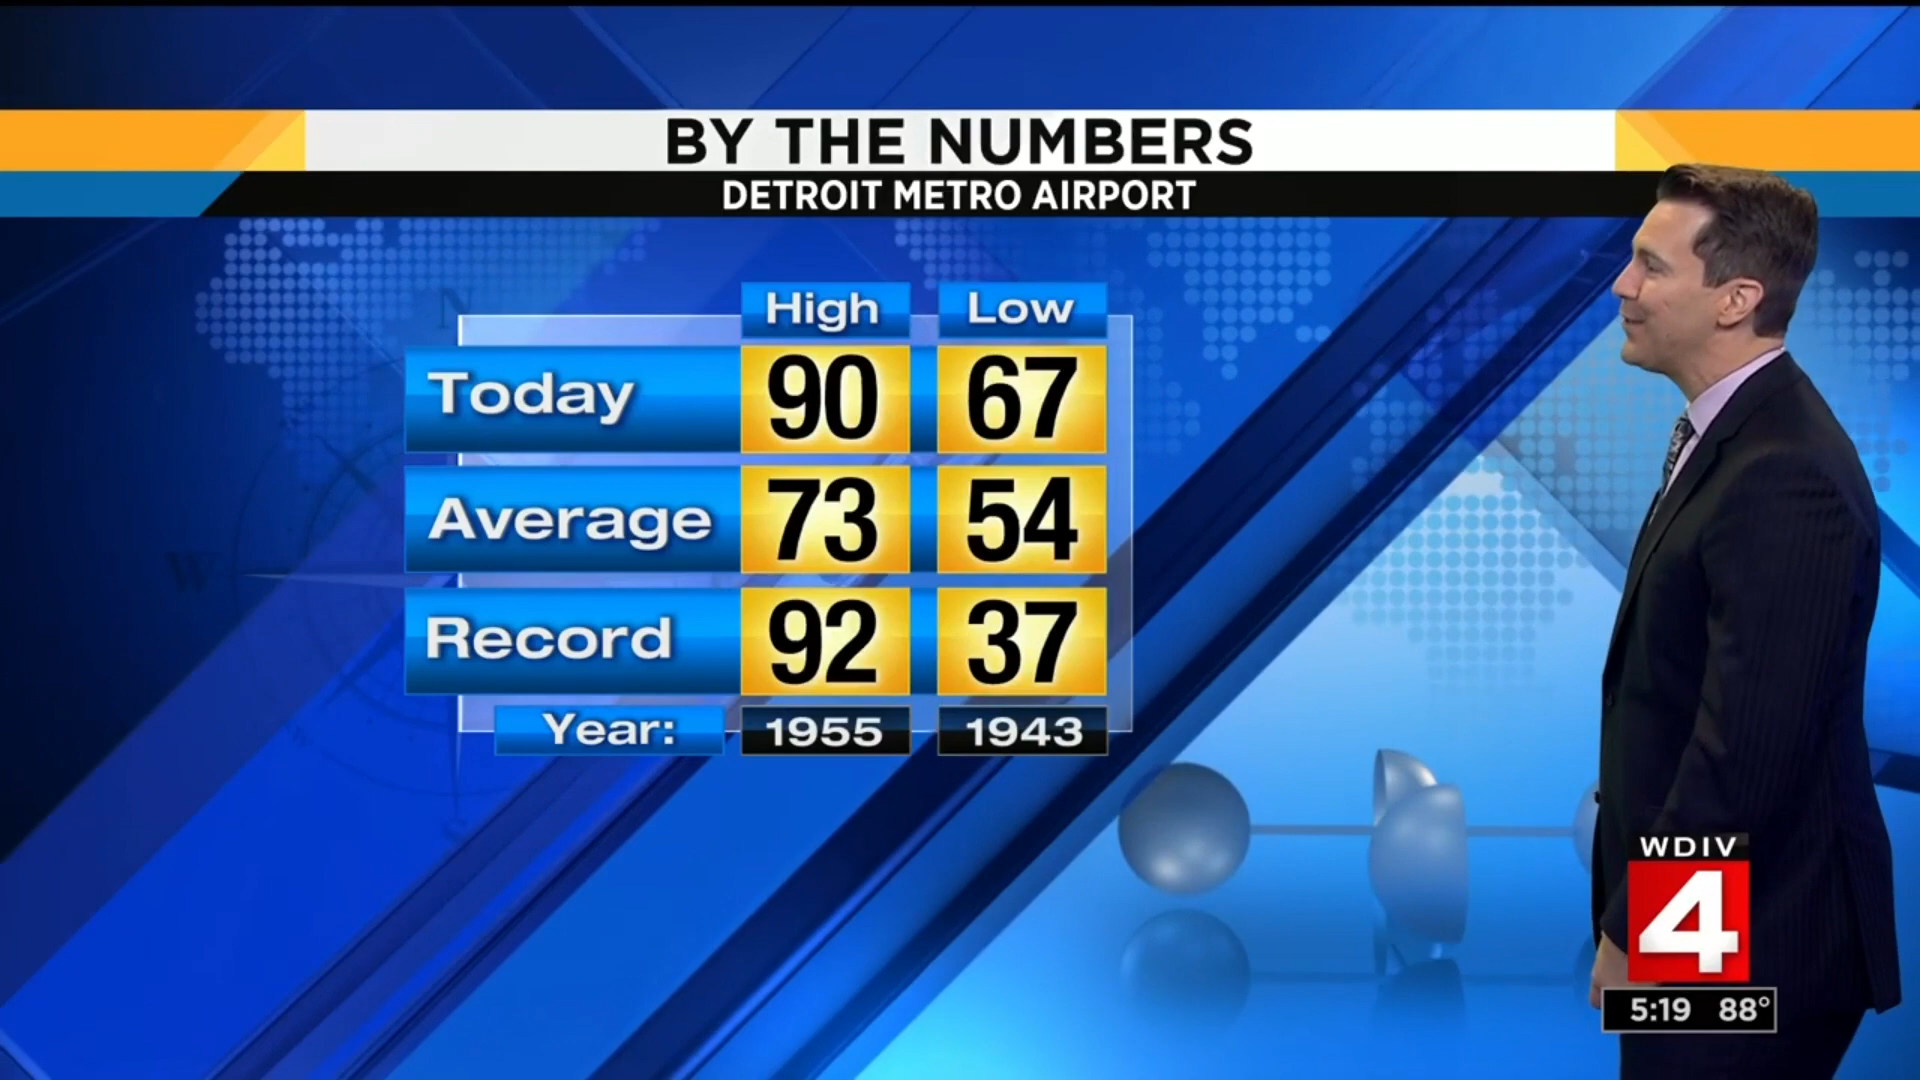 BY THE NUMBERS
DETROIT METRO AIRPORT
High Low
Today 90 67
Average 73 54
Record 92 37
Year: 1955 1943
N
W
S
WDIV
4
5:19 88°